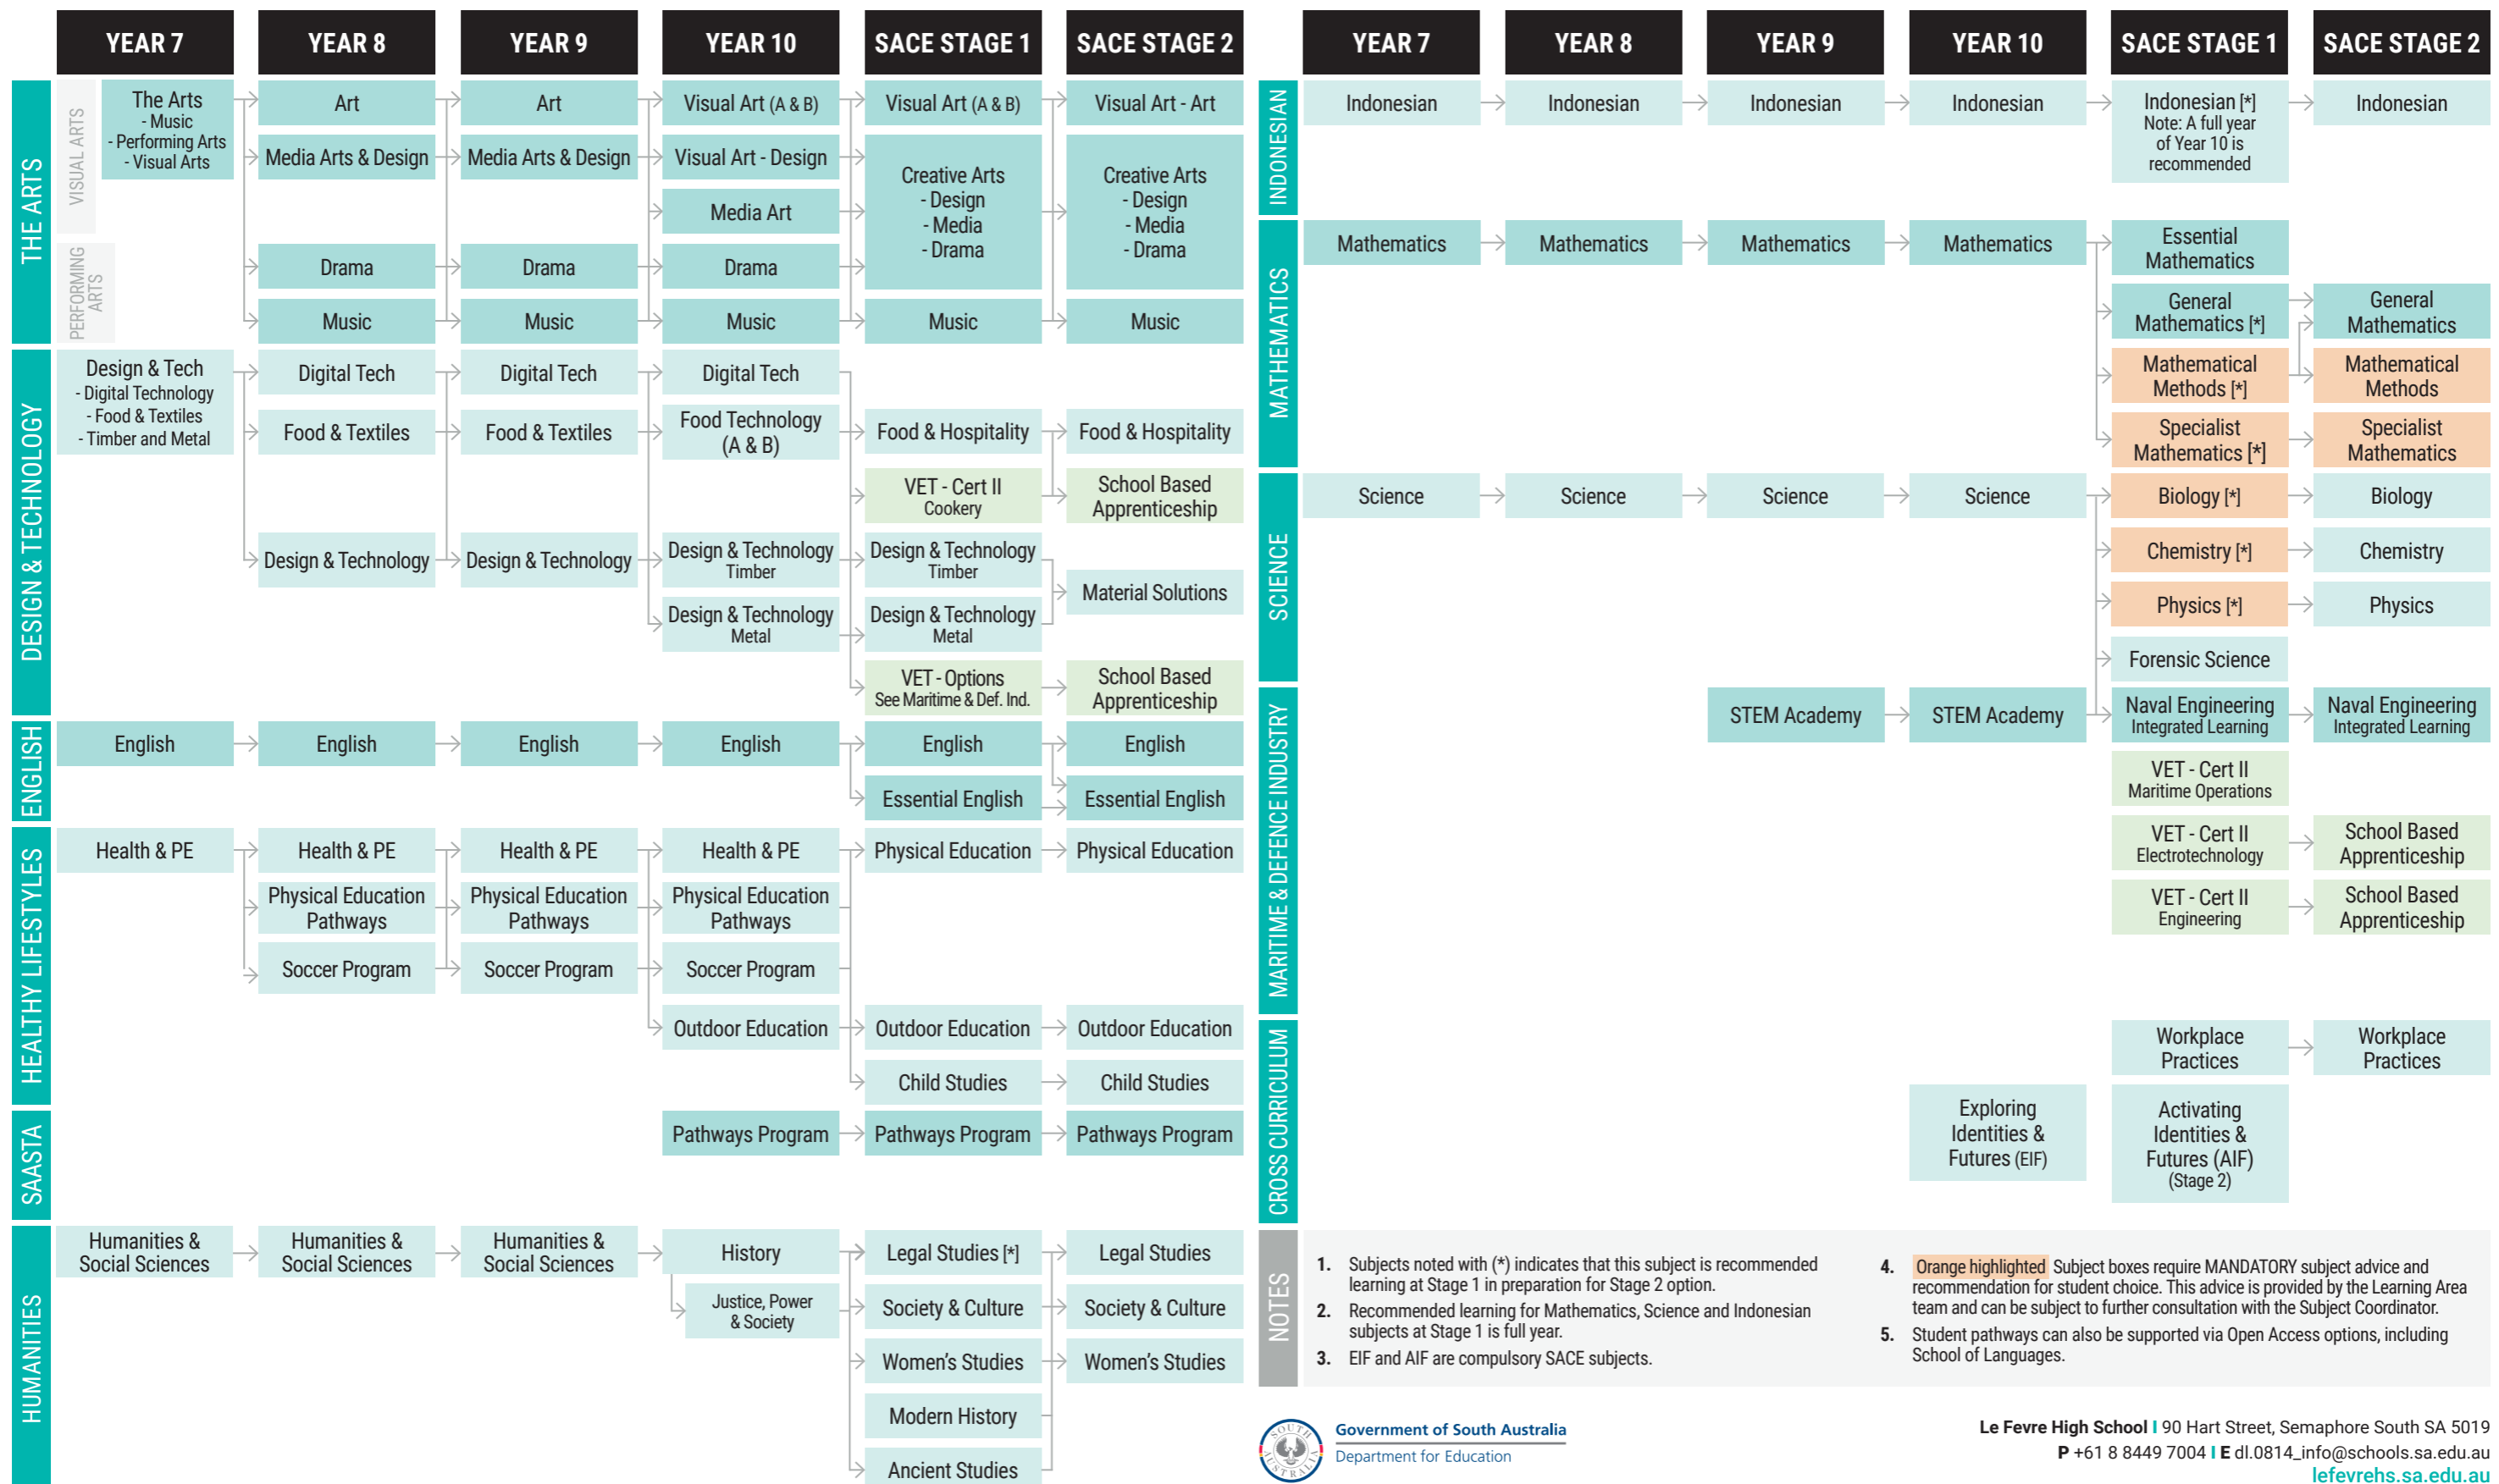 YEAR 7
YEAR 8
YEAR 9
YEAR 10
SACE STAGE 1
SACE STAGE 2
THE ARTS
VISUAL ARTS
PERFORMING
ARTS
The Arts
- Music
- Performing Arts
- Visual Arts
Art
Art
Visual Art (A & B)
Visual Art (A & B)
Visual Art - Art
Media Arts & Design
Media Arts & Design
Visual Art - Design
Creative Arts
- Design
- Media
- Drama
Creative Arts
- Design
- Media
- Drama
Media Art
Drama
Drama
Drama
Music
Music
Music
Music
Music
DESIGN & TECHNOLOGY
Design & Tech
- Digital Technology
- Food & Textiles
- Timber and Metal
Digital Tech
Digital Tech
Digital Tech
Food & Textiles
Food & Textiles
Food Technology
(A & B)
Food & Hospitality
Food & Hospitality
VET - Cert II
Cookery
School Based
Apprenticeship
Design & Technology
Design & Technology
Design & Technology
Timber
Design & Technology
Timber
Material Solutions
Design & Technology
Metal
Design & Technology
Metal
VET - Options
See Maritime & Def. Ind.
School Based
Apprenticeship
ENGLISH
English
English
English
English
English
English
Essential English
Essential English
HEALTHY LIFESTYLES
Health & PE
Health & PE
Health & PE
Health & PE
Physical Education
Physical Education
Physical Education
Pathways
Physical Education
Pathways
Physical Education
Pathways
Soccer Program
Soccer Program
Soccer Program
Outdoor Education
Outdoor Education
Outdoor Education
Child Studies
Child Studies
SAASTA
Pathways Program
Pathways Program
Pathways Program
HUMANITIES
Humanities &
Social Sciences
Humanities &
Social Sciences
Humanities &
Social Sciences
History
Legal Studies [*]
Legal Studies
Justice, Power
& Society
Society & Culture
Society & Culture
Women's Studies
Women's Studies
Modern History
Ancient Studies
YEAR 7
YEAR 8
YEAR 9
YEAR 10
SACE STAGE 1
SACE STAGE 2
INDONESIAN
Indonesian
Indonesian
Indonesian
Indonesian
Indonesian [*]
Note: A full year
of Year 10 is
recommended
Indonesian
MATHEMATICS
Mathematics
Mathematics
Mathematics
Mathematics
Essential
Mathematics
General
Mathematics [*]
General
Mathematics
Mathematical
Methods [*]
Mathematical
Methods
Specialist
Mathematics [*]
Specialist
Mathematics
SCIENCE
Science
Science
Science
Science
Biology [*]
Biology
Chemistry [*]
Chemistry
Physics [*]
Physics
Forensic Science
MARITIME & DEFENCE INDUSTRY
STEM Academy
STEM Academy
Naval Engineering
Integrated Learning
Naval Engineering
Integrated Learning
VET - Cert II
Maritime Operations
VET - Cert II
Electrotechnology
School Based
Apprenticeship
VET - Cert II
Engineering
School Based
Apprenticeship
CROSS CURRICULUM
Workplace
Practices
Workplace
Practices
Exploring
Identities &
Futures (EIF)
Activating
Identities &
Futures (AIF)
(Stage 2)
NOTES
1. Subjects noted with (*) indicates that this subject is recommended
learning at Stage 1 in preparation for Stage 2 option.
2. Recommended learning for Mathematics, Science and Indonesian
subjects at Stage 1 is full year.
3. EIF and AIF are compulsory SACE subjects.
4. Orange highlighted Subject boxes require MANDATORY subject advice and
recommendation for student choice. This advice is provided by the Learning Area
team and can be subject to further consultation with the Subject Coordinator.
5. Student pathways can also be supported via Open Access options, including
School of Languages.
SOUTH AUSTRALIA
Government of South Australia
Department for Education
Le Fevre High School I 90 Hart Street, Semaphore South SA 5019
P +61 8 8449 7004 I E dl.0814_info@schools.sa.edu.au
lefevrehs.sa.edu.au